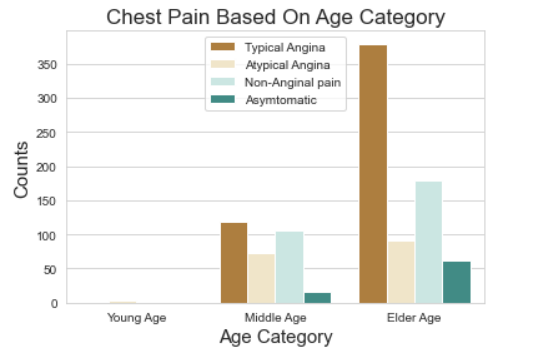 Chest Pain Based On Age Category
Typical Angina
Atypical Angina
Non-Anginal pain
Asymtomatic
350
300
250
200
150
100
50
0
Counts
Young Age
Middle Age
Elder Age
Age Category